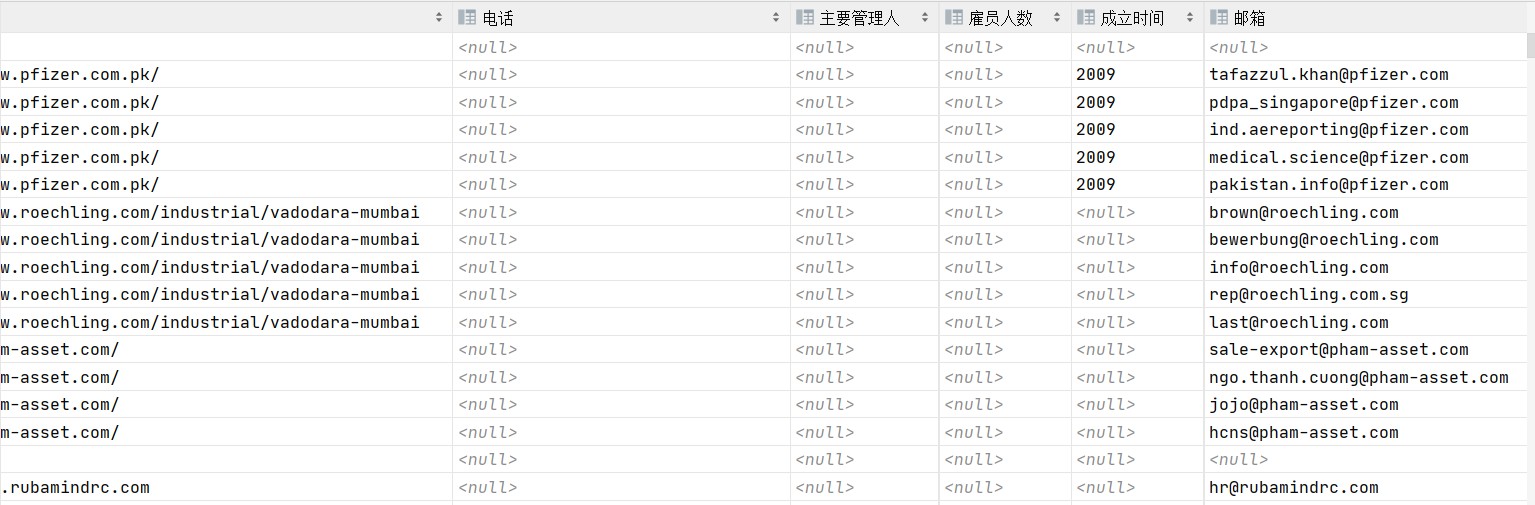 电话 主要管理人 雇员人数 成立时间 邮箱
<null> <null> <null> <null> <null>
w.pfizer.com.pk/ <null> <null> <null> 2009 tafazzul.khan@pfizer.com
w.pfizer.com.pk/ <null> <null> <null> 2009 pdpa_singapore@pfizer.com
w.pfizer.com.pk/ <null> <null> <null> 2009 ind.aereporting@pfizer.com
w.pfizer.com.pk/ <null> <null> <null> 2009 medical.science@pfizer.com
w.pfizer.com.pk/ <null> <null> <null> 2009 pakistan.info@pfizer.com
w.roechling.com/industrial/vadodara-mumbai <null> <null> <null> <null> brown@roechling.com
w.roechling.com/industrial/vadodara-mumbai <null> <null> <null> <null> bewerbung@roechling.com
w.roechling.com/industrial/vadodara-mumbai <null> <null> <null> <null> info@roechling.com
w.roechling.com/industrial/vadodara-mumbai <null> <null> <null> <null> rep@roechling.com.sg
w.roechling.com/industrial/vadodara-mumbai <null> <null> <null> <null> last@roechling.com
m-asset.com/ <null> <null> <null> <null> sale-export@pham-asset.com
m-asset.com/ <null> <null> <null> <null> ngo.thanh.cuong@pham-asset.com
m-asset.com/ <null> <null> <null> <null> jojo@pham-asset.com
m-asset.com/ <null> <null> <null> <null> hcns@pham-asset.com
<null> <null> <null> <null> <null>
.rubamindrc.com <null> <null> <null> <null> hr@rubamindrc.com